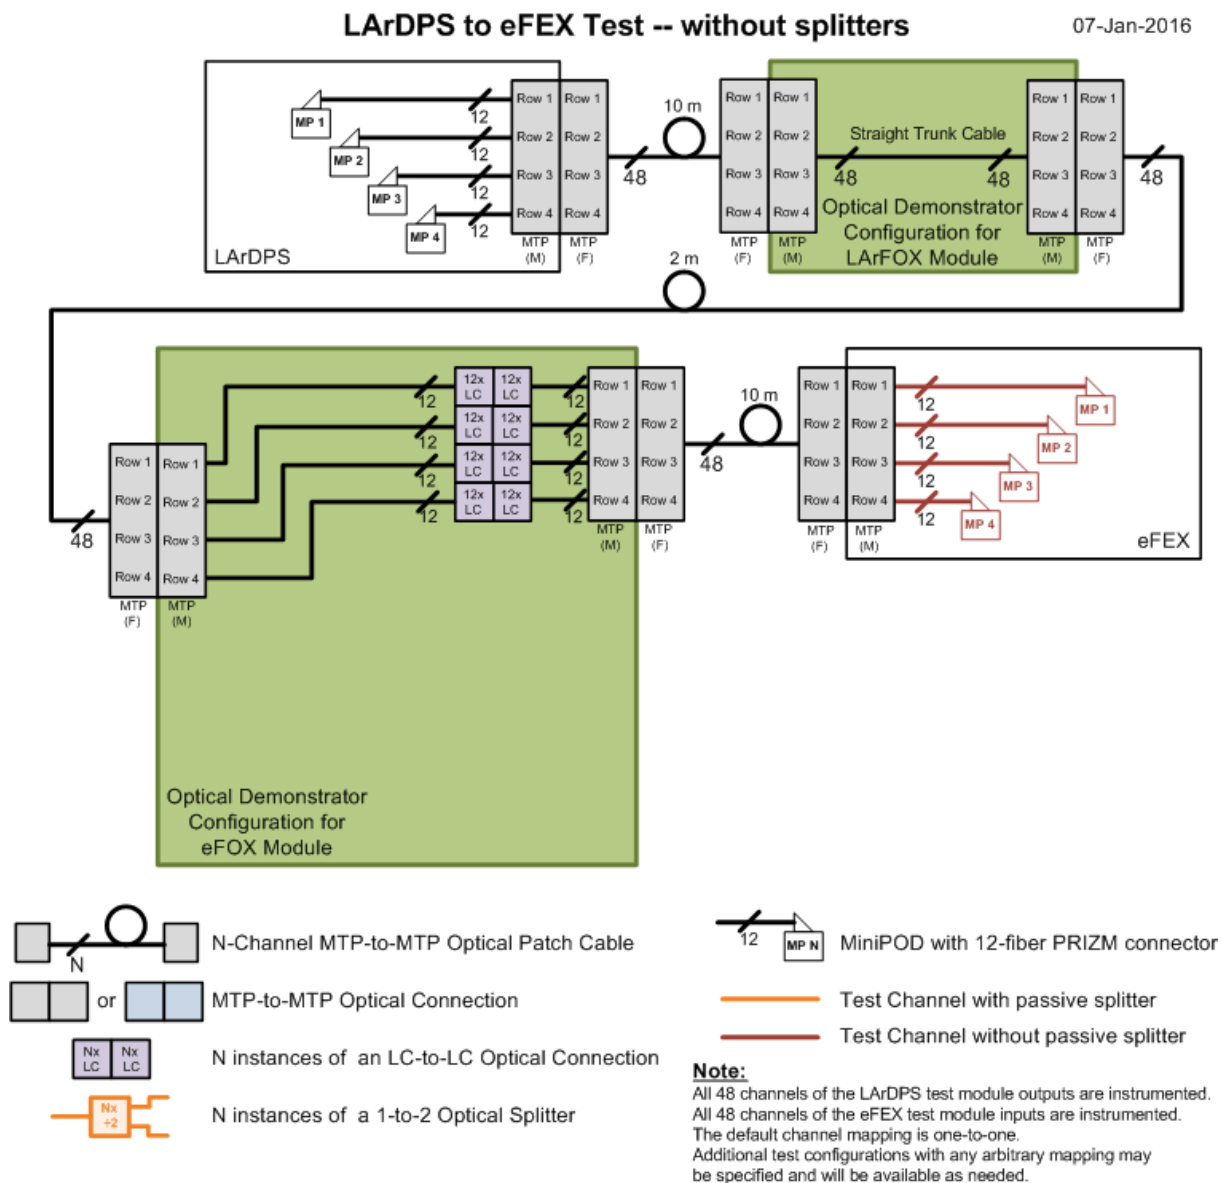 LArDPS to eFEX Test -- without splitters
07-Jan-2016
MP 1
MP 2
MP 3
MP 4
12
12
12
12
Row 1 Row 1
Row 2 Row 2
Row 3 Row 3
Row 4 Row 4
MTP (M)
MTP (F)
LArDPS
48
10 m
Row 1 Row 1
Row 2 Row 2
Row 3 Row 3
Row 4 Row 4
MTP (F)
MTP (M)
Straight Trunk Cable
48
48
Optical Demonstrator
Configuration for
LArFOX Module
Row 1 Row 1
Row 2 Row 2
Row 3 Row 3
Row 4 Row 4
MTP (M)
MTP (F)
48
2 m
48
Row 1 Row 1
Row 2 Row 2
Row 3 Row 3
Row 4 Row 4
MTP (F)
MTP (M)
12
12
12
12
12x LC 12x LC
12x LC 12x LC
12x LC 12x LC
12x LC 12x LC
12
12
12
12
Row 1 Row 1
Row 2 Row 2
Row 3 Row 3
Row 4 Row 4
MTP (M)
MTP (F)
48
10 m
Row 1 Row 1
Row 2 Row 2
Row 3 Row 3
Row 4 Row 4
MTP (F)
MTP (M)
12
12
12
12
MP 1
MP 2
MP 3
MP 4
eFEX
Optical Demonstrator
Configuration for
eFOX Module
N
N-Channel MTP-to-MTP Optical Patch Cable
or
MTP-to-MTP Optical Connection
Nx LC Nx LC
N instances of an LC-to-LC Optical Connection
Nx ÷2
N instances of a 1-to-2 Optical Splitter
12
MP N
MiniPOD with 12-fiber PRIZM connector
Test Channel with passive splitter
Test Channel without passive splitter
Note:
All 48 channels of the LArDPS test module outputs are instrumented.
All 48 channels of the eFEX test module inputs are instrumented.
The default channel mapping is one-to-one.
Additional test configurations with any arbitrary mapping may
be specified and will be available as needed.